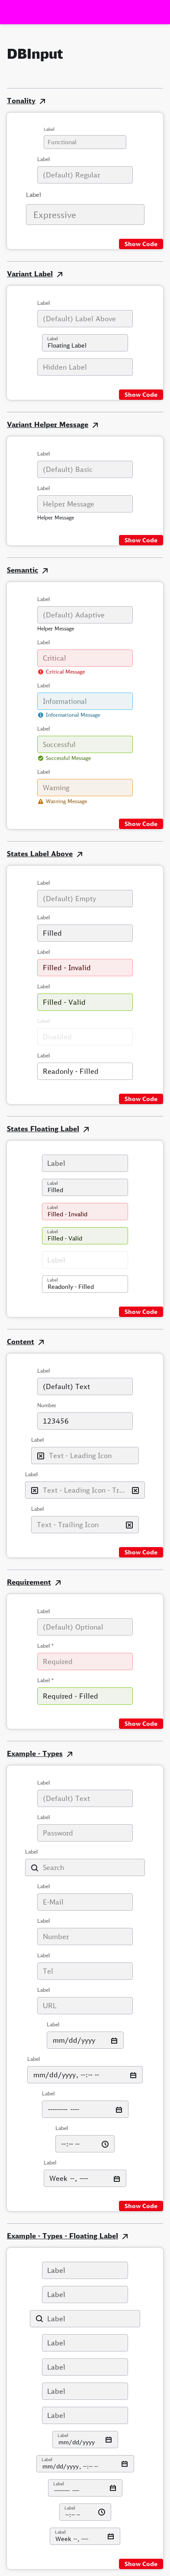 DBInput
Tonality
Label
Functional
Label
(Default) Regular
Label
Expressive
Show Code
Variant Label
Label
(Default) Label Above
Label
Floating Label
Hidden Label
Show Code
Variant Helper Message
Label
(Default) Basic
Label
Helper Message
Helper Message
Show Code
Semantic
Label
(Default) Adaptive
Helper Message
Label
Critical
Critical Message
Label
Informational
Informational Message
Label
Successful
Successful Message
Label
Warning
Warning Message
Show Code
States Label Above
Label
(Default) Empty
Label
Filled
Label
Filled - Invalid
Label
Filled - Valid
Label
Disabled
Label
Readonly - Filled
Show Code
States Floating Label
Label
Label
Filled
Label
Filled - Invalid
Label
Filled - Valid
Label
Label
Readonly - Filled
Show Code
Content
Label
(Default) Text
Number
123456
Label
Text - Leading Icon
Label
Text - Leading Icon - Tr...
Label
Text - Trailing Icon
Show Code
Requirement
Label
(Default) Optional
Label *
Required
Label *
Required - Filled
Show Code
Example - Types
Label
(Default) Text
Label
Password
Label
Search
Label
E-Mail
Label
Number
Label
Tel
Label
URL
Label
mm/dd/yyyy
Label
mm/dd/yyyy, --:-- --
Label
--------- ----
Label
--:-- --
Label
Week --, ----
Show Code
Example - Types - Floating Label
Label
Label
Label
Label
Label
Label
Label
Label
mm/dd/yyyy
Label
mm/dd/yyyy, --:-- --
Label
--------- ----
Label
--:-- --
Label
Week --, ----
Show Code